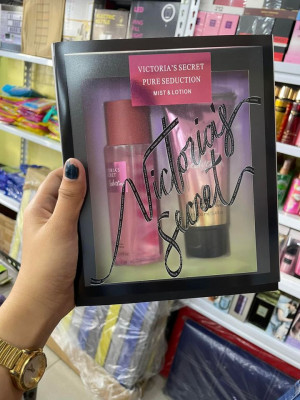 VICTORIA'S SECRET
PURE SEDUCTION
MIST & LOTION
Victoria's
Secret